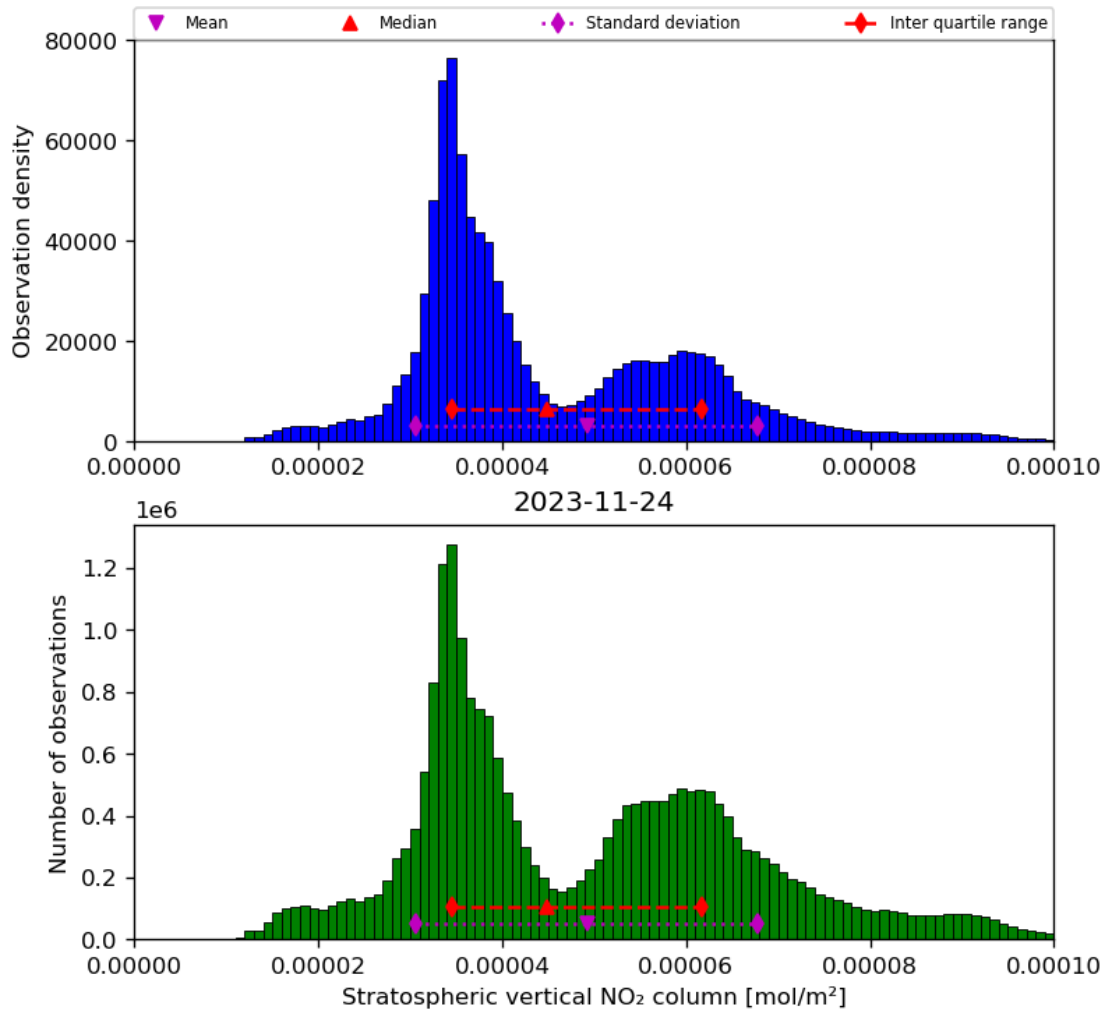 Mean Median Standard deviation Inter quartile range
80000
60000
40000
20000
0
Observation density
0.00000 0.00002 0.00004 0.00006 0.00008 0.00010
2023-11-24
1e6
1.2
1.0
0.8
0.6
0.4
0.2
0.0
Number of observations
0.00000 0.00002 0.00004 0.00006 0.00008 0.00010
Stratospheric vertical NO₂ column [mol/m²]